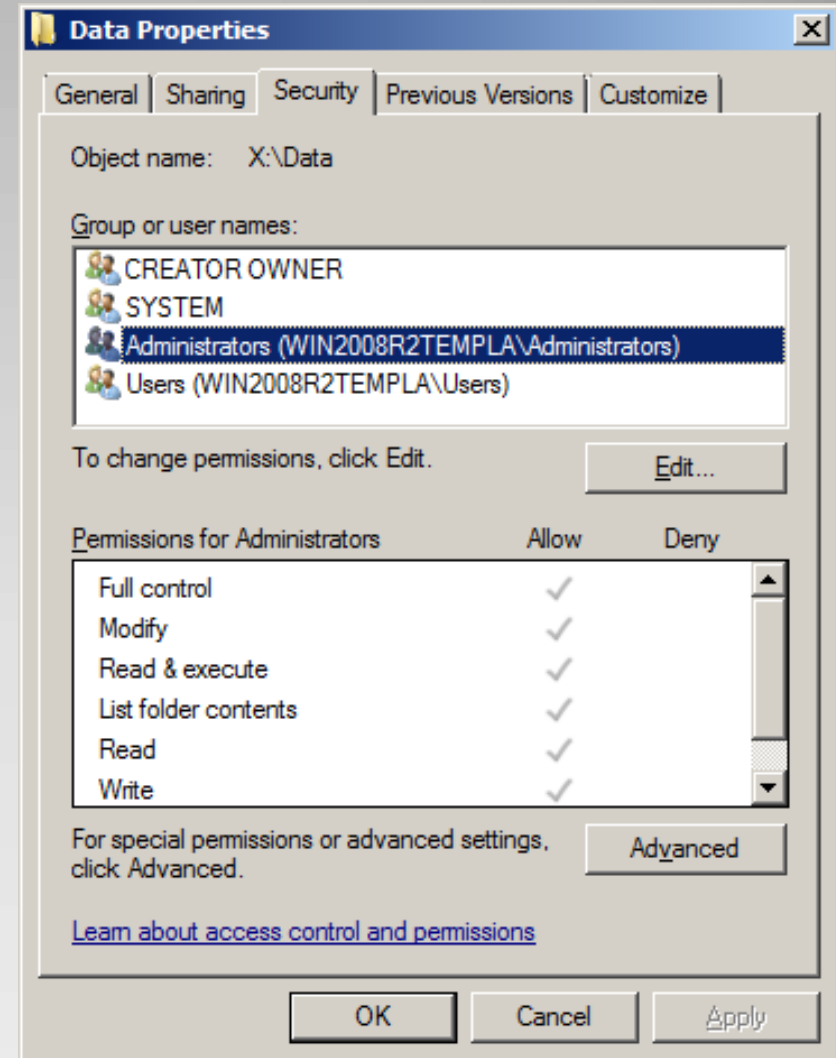 Data Properties
General Sharing Security Previous Versions Customize
Object name: X:\Data
Group or user names:
CREATOR OWNER
SYSTEM
Administrators (WIN2008R2TEMPLA\Administrators)
Users (WIN2008R2TEMPLA\Users)
To change permissions, click Edit.
Edit...
Permissions for Administrators Allow Deny
Full control
Modify
Read & execute
List folder contents
Read
Write
For special permissions or advanced settings,
click Advanced.
Advanced
Learn about access control and permissions
OK Cancel Apply